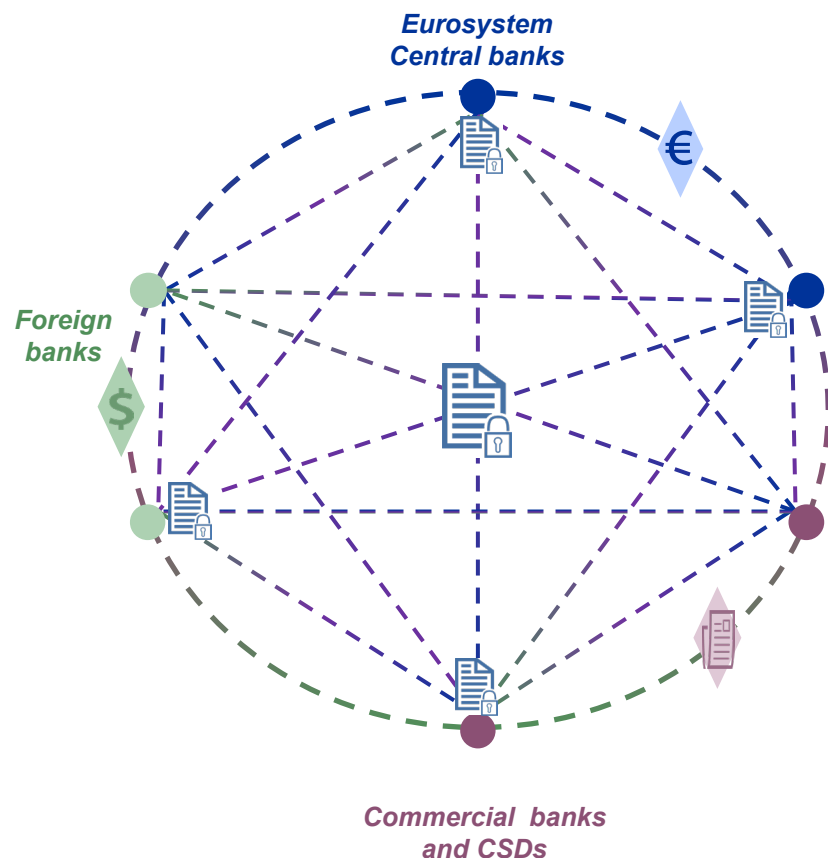 Eurosystem
Central banks
€
Foreign
banks
$
Commercial banks
and CSDs